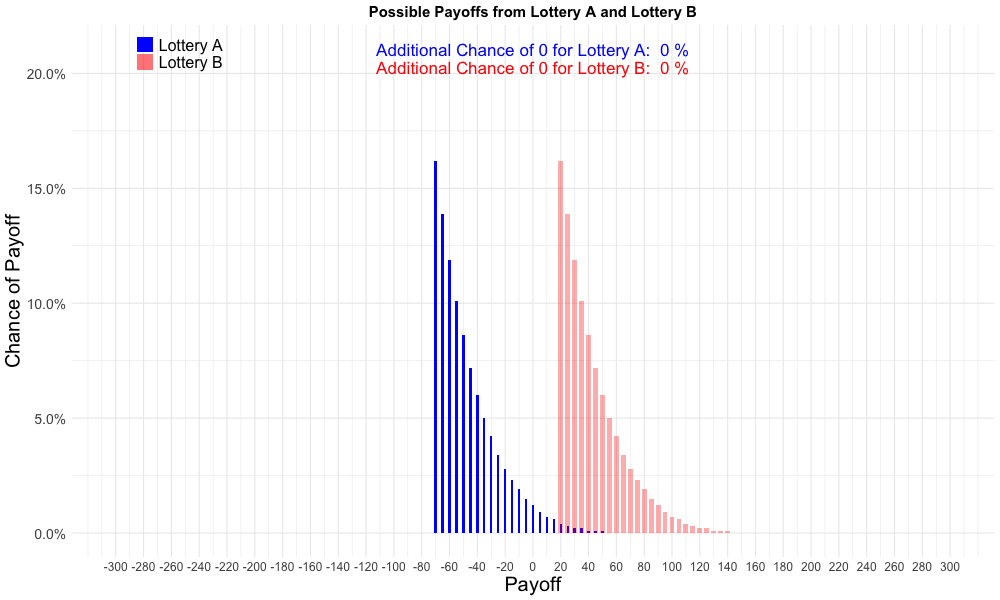 Possible Payoffs from Lottery A and Lottery B
Lottery A
Lottery B
Additional Chance of 0 for Lottery A:  0 %
Additional Chance of 0 for Lottery B:  0 %
Chance of Payoff
20.0%
15.0%
10.0%
5.0%
0.0%
-300 -280 -260 -240 -220 -200 -180 -160 -140 -120 -100 -80 -60 -40 -20 0 20 40 60 80 100 120 140 160 180 200 220 240 260 280 300
Payoff